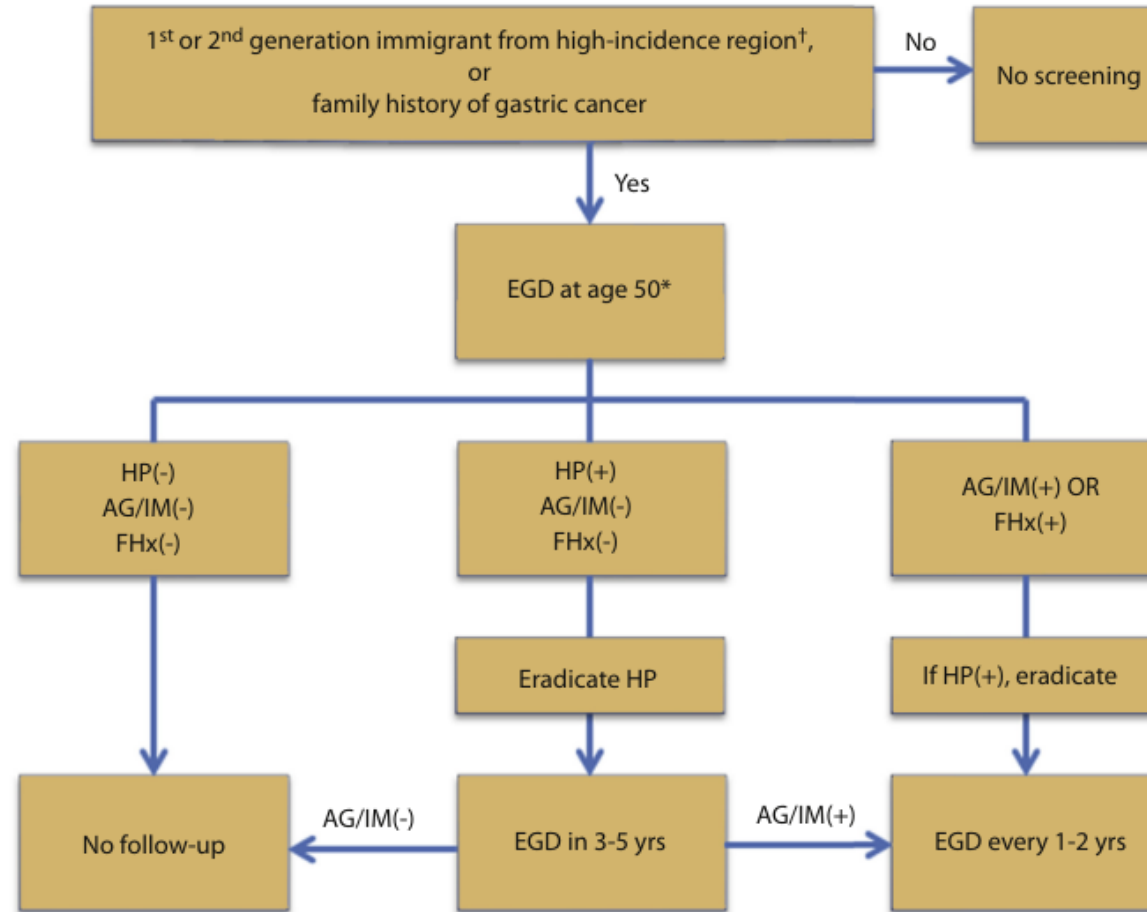 1st or 2nd generation immigrant from high-incidence region†,
or
family history of gastric cancer
No
No screening
Yes
EGD at age 50*
HP(-)
AG/IM(-)
FHx(-)
HP(+)
AG/IM(-)
FHx(-)
AG/IM(+) OR
FHx(+)
Eradicate HP
If HP(+), eradicate
No follow-up
AG/IM(-)
EGD in 3-5 yrs
AG/IM(+)
EGD every 1-2 yrs